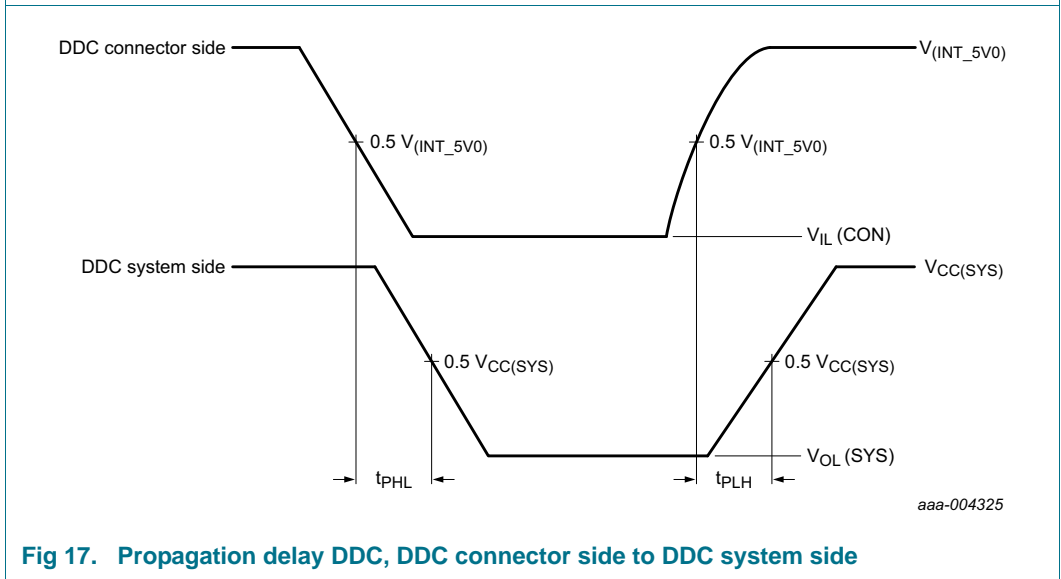 DDC connector side
V(INT_5V0)
0.5 V(INT_5V0)
0.5 V(INT_5V0)
VIL (CON)
DDC system side
VCC(SYS)
0.5 VCC(SYS)
0.5 VCC(SYS)
VOL (SYS)
tPHL
tPLH
aaa-004325
Fig 17. Propagation delay DDC, DDC connector side to DDC system side